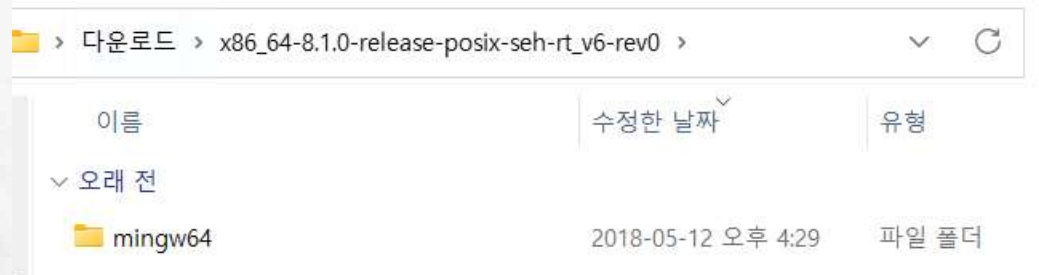 다운로드 x86_64-8.1.0-release-posix-seh-rt_v6-rev0
이름 수정한 날짜 유형
오래 전
mingw64 2018-05-12 오후 4:29 파일 폴더